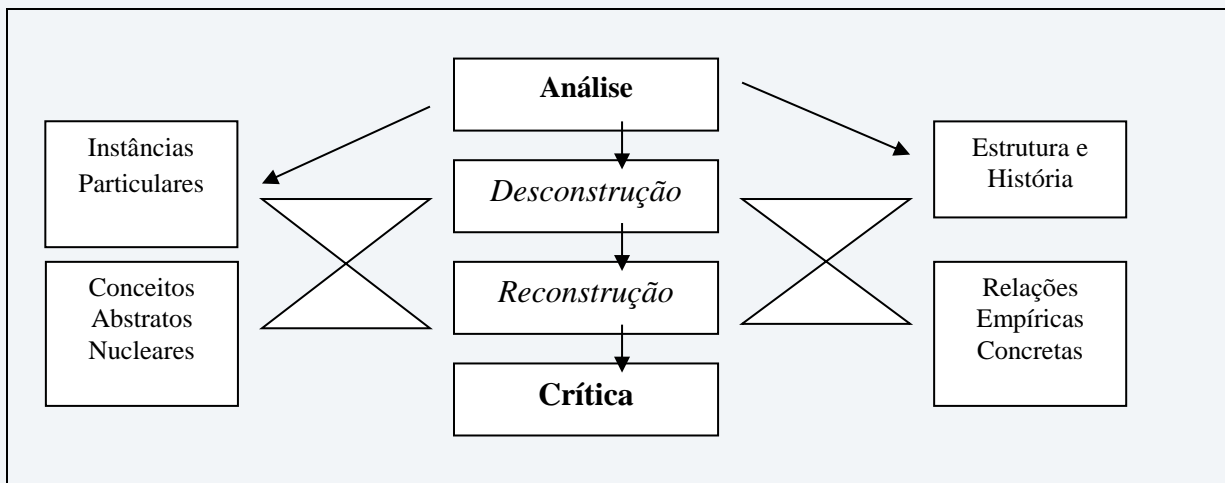 Análise
Instâncias
Particulares
Estrutura e
História
Desconstrução
Reconstrução
Conceitos
Abstratos
Nucleares
Relações
Empíricas
Concretas
Crítica